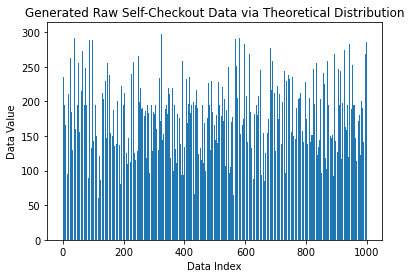 Generated Raw Self-Checkout Data via Theoretical Distribution
300
250
200
150
100
50
0
Data Value
0 200 400 600 800 1000
Data Index